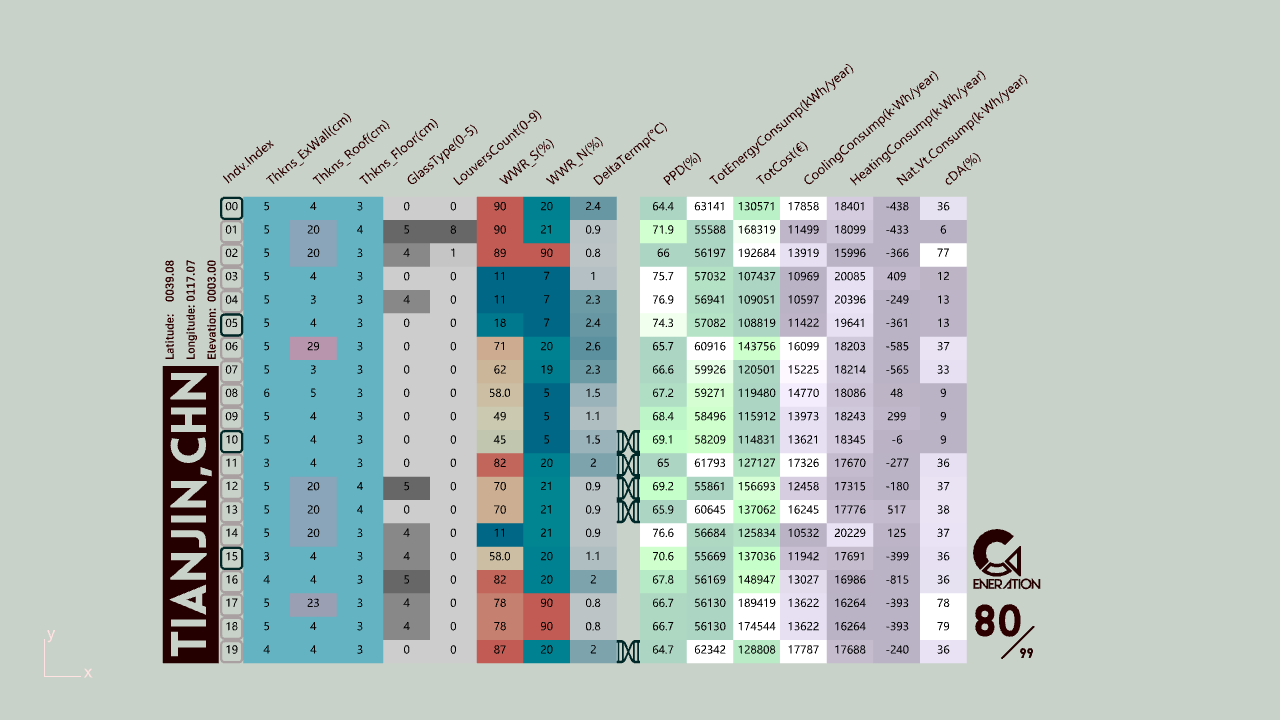 Indv.Index Thkns_ExWall(cm) Thkns_Roof(cm) Thkns_Floor(cm) GlassType(0-5) LouversCount(0-9) WWR_S(%) WWR_N(%) DeltaTermp(°C) PPD(%) TotEnergyConsump(kWh/year) TotCost(€) CoolingConsump(k·Wh/year) HeatingConsump(k·Wh/year) Nat.Vt.Consump(k·Wh/year) cDA(%)
00 5 4 3 0 0 90 20 2.4 64.4 63141 130571 17858 18401 -438 36
01 5 20 4 5 8 90 21 0.9 71.9 55588 168319 11499 18099 -433 6
02 5 20 3 4 1 89 90 0.8 66 56197 192684 13919 15996 -366 77
03 5 4 3 0 0 11 7 1 75.7 57032 107437 10969 20085 409 12
04 5 3 3 4 0 11 7 2.3 76.9 56941 109051 10597 20396 -249 13
05 5 4 3 0 0 18 7 2.4 74.3 57082 108819 11422 19641 -361 13
06 5 29 3 0 0 71 20 2.6 65.7 60916 143756 16099 18203 -585 37
07 5 3 3 0 0 62 19 2.3 66.6 59926 120501 15225 18214 -565 33
08 6 5 3 0 0 58.0 5 1.5 67.2 59271 119480 14770 18086 48 9
09 5 4 3 0 0 49 5 1.1 68.4 58496 115912 13973 18243 299 9
10 5 4 3 0 0 45 5 1.5 69.1 58209 114831 13621 18345 -6 9
11 3 4 3 0 0 82 20 2 65 61793 127127 17326 17670 -277 36
12 5 20 4 5 0 70 21 0.9 69.2 55861 156693 12458 17315 -180 37
13 5 20 4 0 0 70 21 0.9 65.9 60645 137062 16245 17776 517 38
14 5 20 3 4 0 11 21 0.9 76.6 56684 125834 10532 20229 125 37
15 3 4 3 4 0 58.0 20 1.1 70.6 55669 137036 11942 17691 -399 36
16 4 4 3 5 0 82 20 2 67.8 56169 148947 13027 16986 -815 36
17 5 23 3 4 0 78 90 0.8 66.7 56130 189419 13622 16264 -393 78
18 5 4 3 4 0 78 90 0.8 66.7 56130 174544 13622 16264 -393 79
19 4 4 3 0 0 87 20 2 64.7 62342 128808 17787 17688 -240 36
Latitude: 0039.08
Longitude: 0117.07
Elevation: 0003.00
TIANJIN,CHN
GENERATION
80/99
y
x